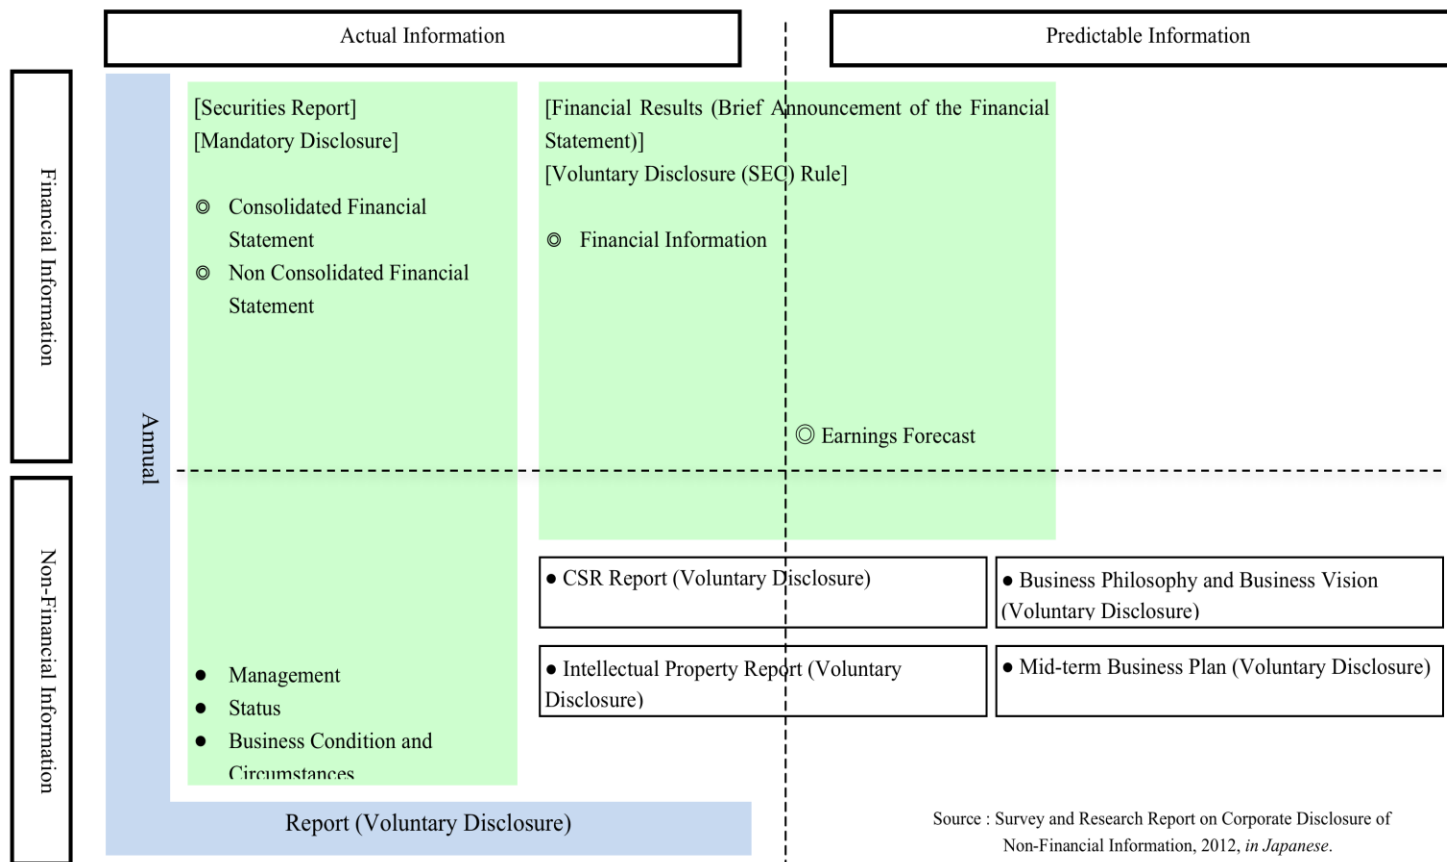 Actual Information
Predictable Information
Financial Information
Non-Financial Information
Annual
Report (Voluntary Disclosure)
[Securities Report]
[Mandatory Disclosure]
◎ Consolidated Financial
Statement
◎ Non Consolidated Financial
Statement
● Management
● Status
● Business Condition and
Circumstances
[Financial Results (Brief Announcement of the Financial
Statement)]
[Voluntary Disclosure (SEC) Rule]
◎ Financial Information
◎ Earnings Forecast
● CSR Report (Voluntary Disclosure)
● Business Philosophy and Business Vision
(Voluntary Disclosure)
● Intellectual Property Report (Voluntary
Disclosure)
● Mid-term Business Plan (Voluntary Disclosure)
Source : Survey and Research Report on Corporate Disclosure of
Non-Financial Information, 2012, in Japanese.